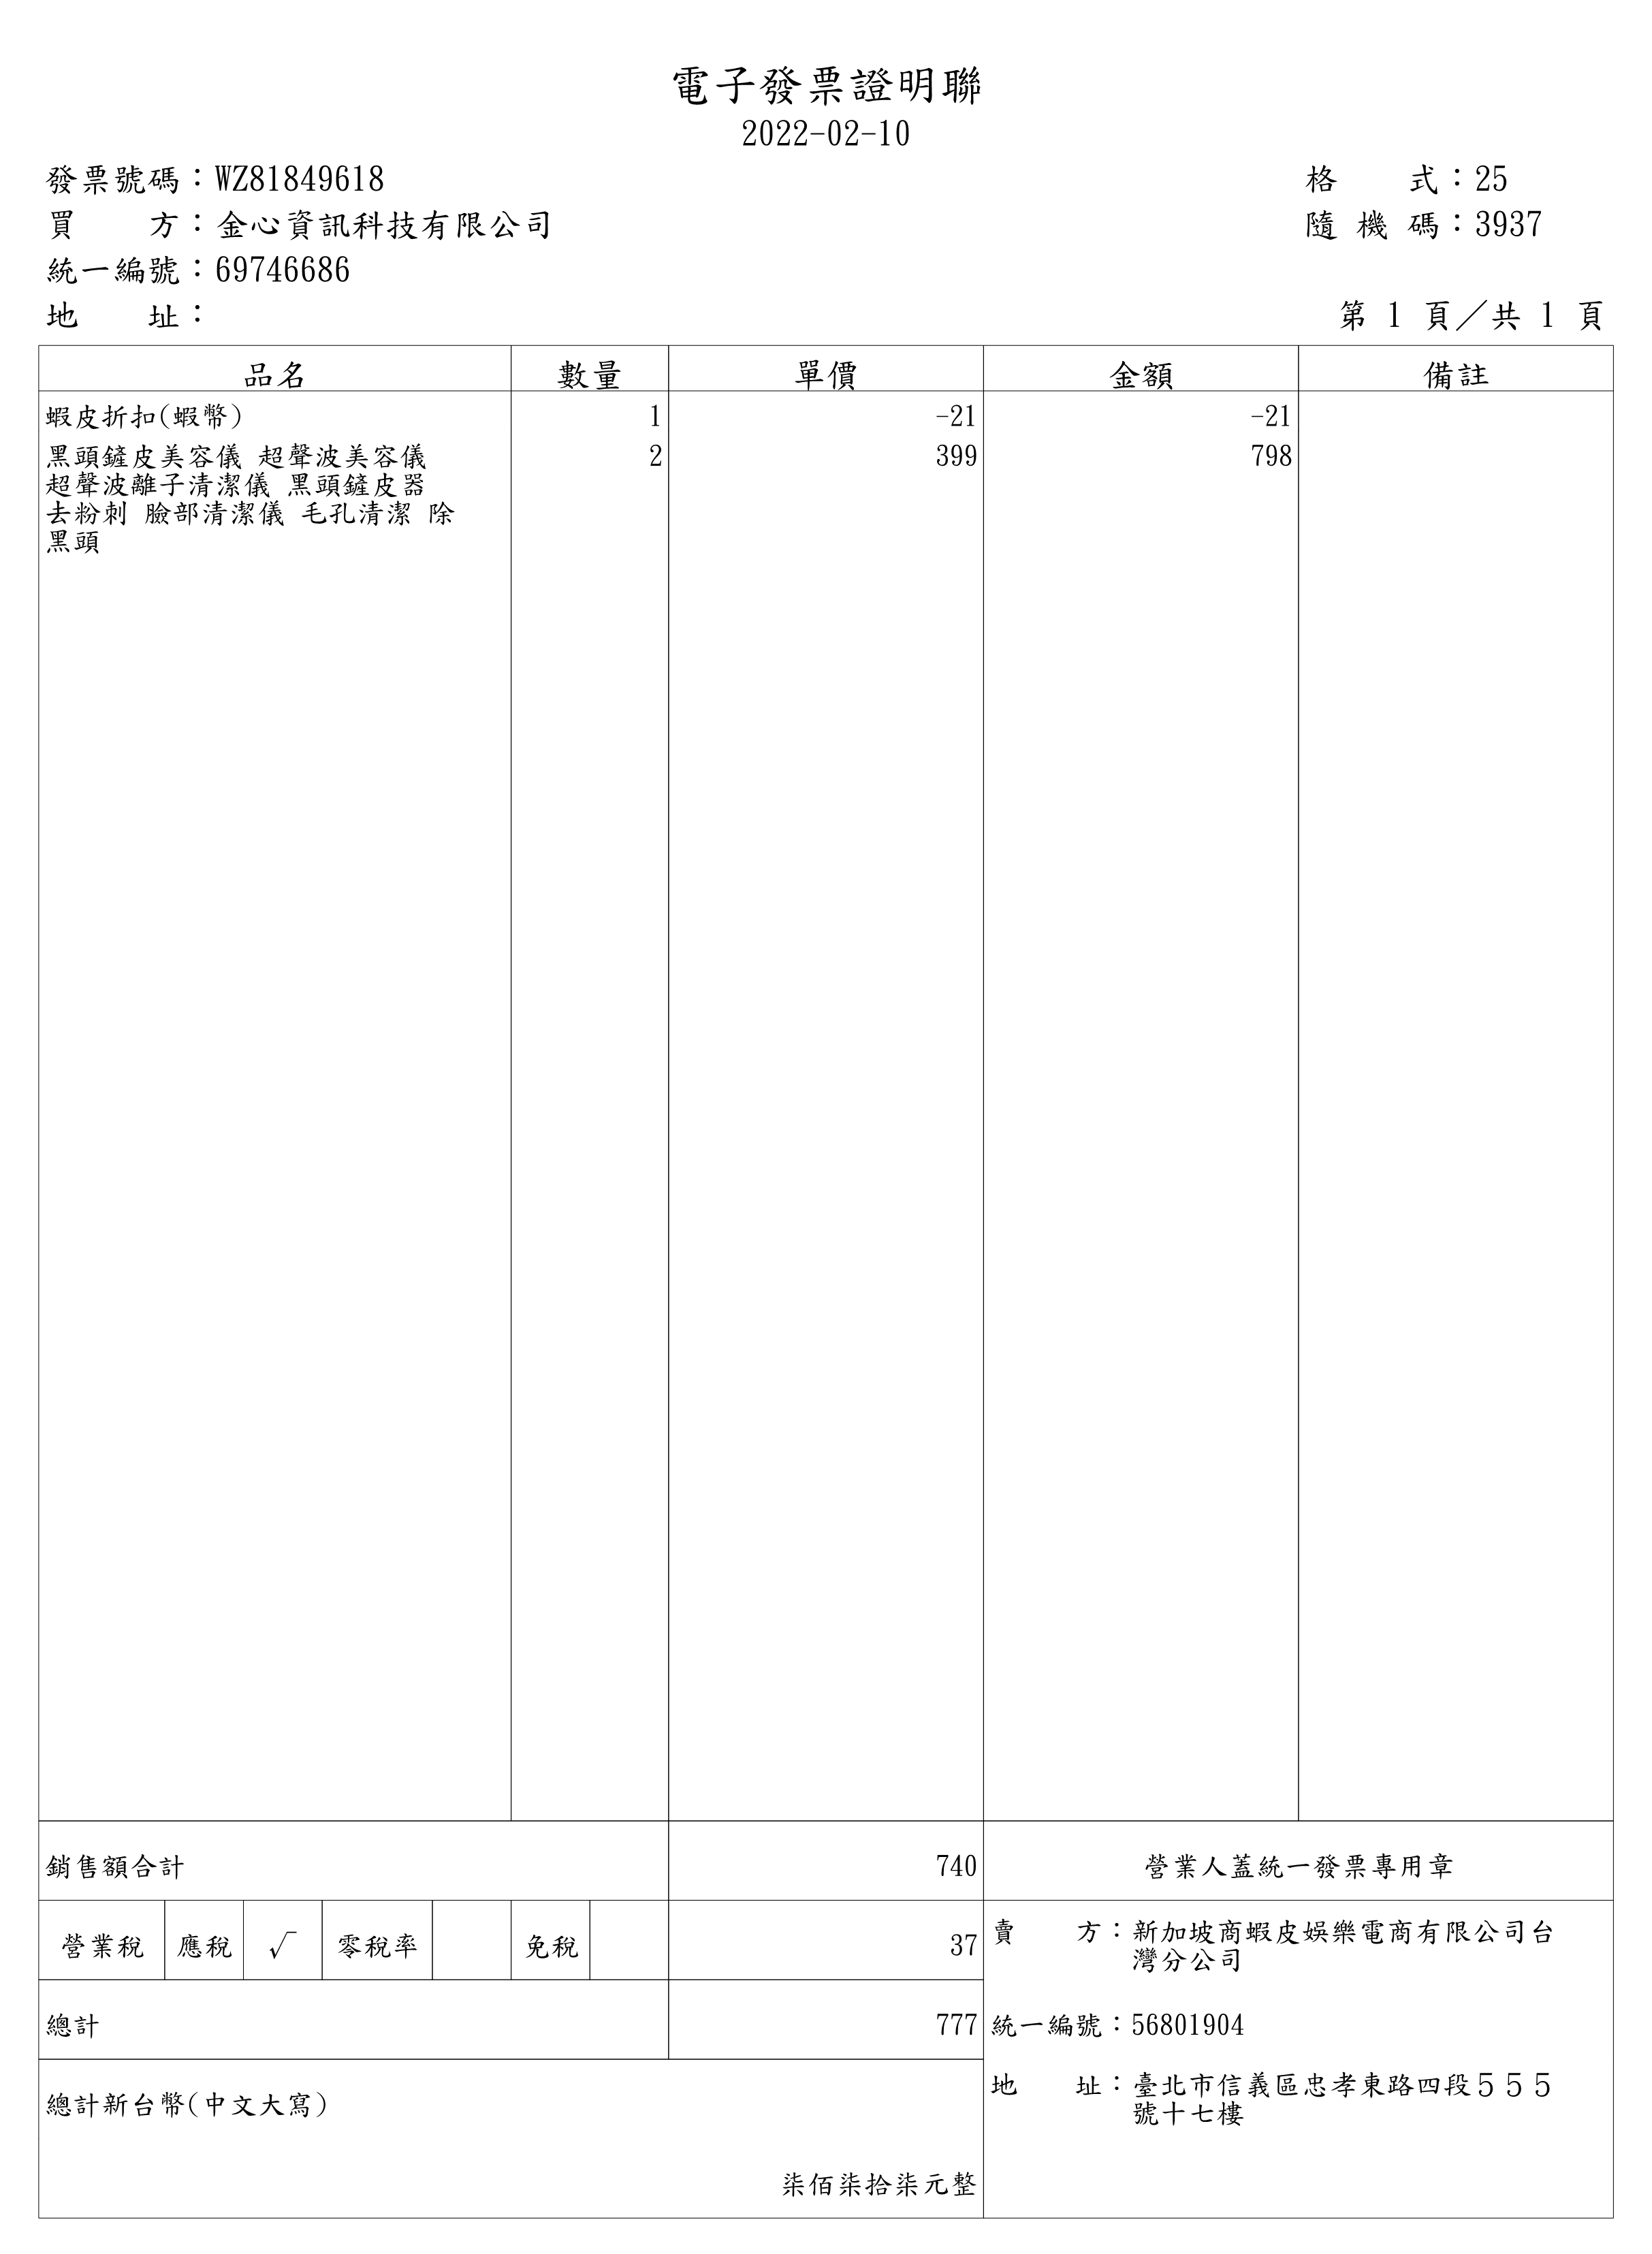 電子發票證明聯
2022-02-10
發票號碼：WZ81849618
格　　式：25
買　　方：金心資訊科技有限公司
隨 機 碼：3937
統一編號：69746686
地　　址：
第 1 頁／共 1 頁
品名 數量 單價 金額 備註
蝦皮折扣(蝦幣) 1 -21 -21
黑頭鏟皮美容儀 超聲波美容儀 2 399 798
超聲波離子清潔儀 黑頭鏟皮器
去粉刺 臉部清潔儀 毛孔清潔 除
黑頭
銷售額合計 740
營業人蓋統一發票專用章
營業稅 應稅 √ 零稅率 免稅 37
賣　　方：新加坡商蝦皮娛樂電商有限公司台
灣分公司
總計 777
統一編號：56801904
地　　址：臺北市信義區忠孝東路四段５５５
號十七樓
總計新台幣(中文大寫)
柒佰柒拾柒元整